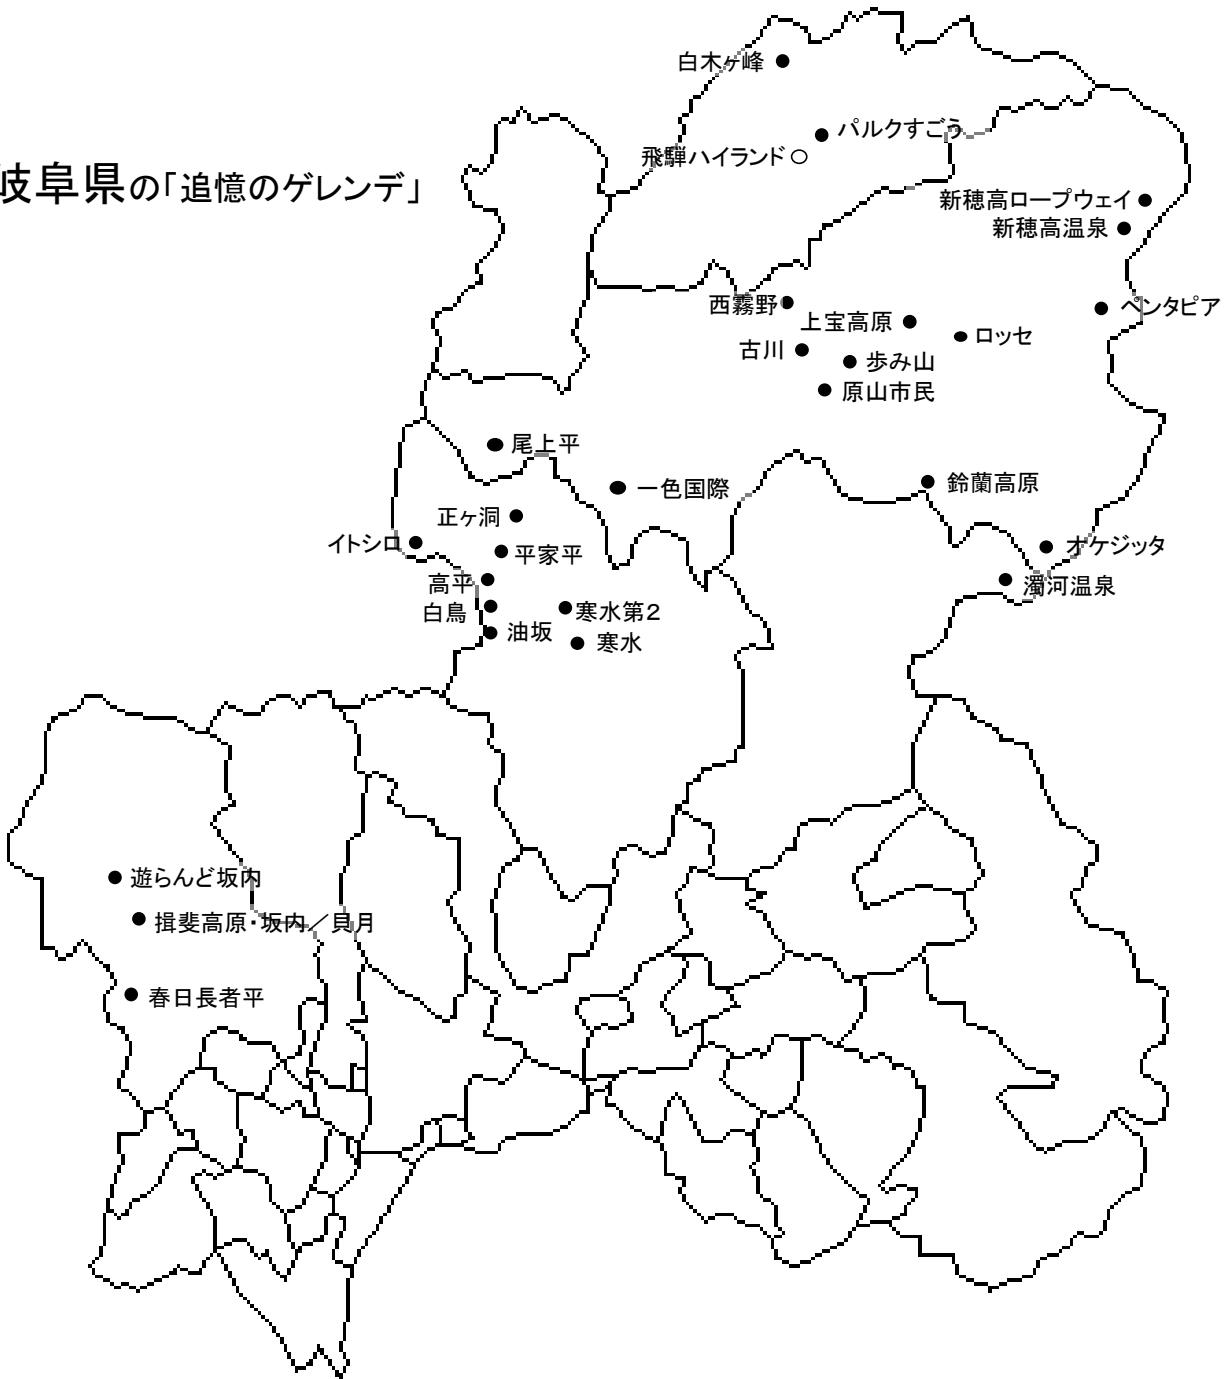 白木ヶ峰
パルクすごう
飛騨ハイランド
岐阜県の「追憶のゲレンデ」
新穂高ロープウェイ
新穂高温泉
西霧野
ペンタピア
上宝高原
ロッセ
古川
歩み山
原山市民
尾上平
一色国際
鈴蘭高原
正ヶ洞
イトシロ
平家平
オケジッタ
高平
濁河温泉
白鳥
寒水第2
油坂
寒水
遊らんど坂内
揖斐高原・坂内／貝月
春日長者平